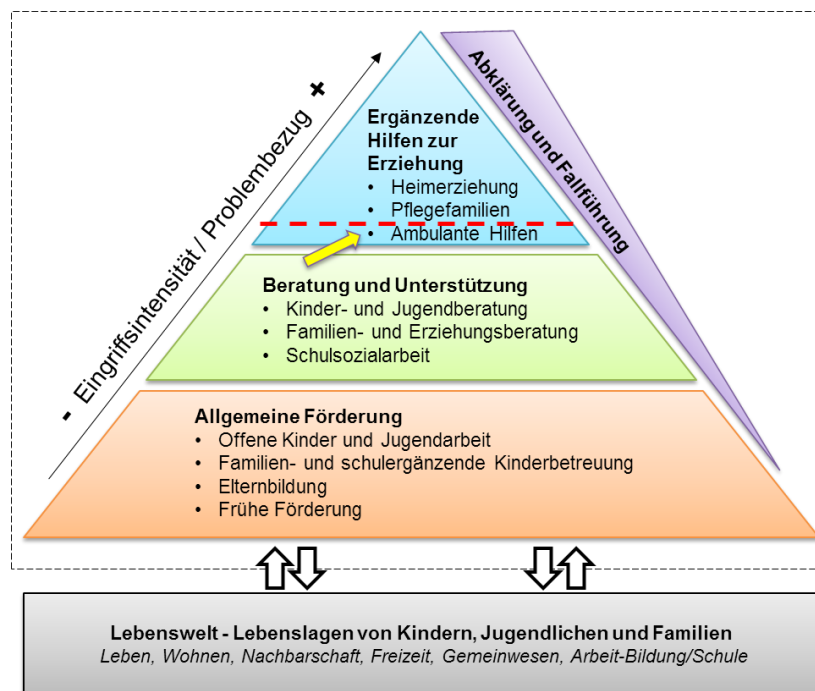 - Eingriffsintensität / Problembezug +
Abklärung und Fallführung
Ergänzende
Hilfen zur
Erziehung
• Heimerziehung
• Pflegefamilien
• Ambulante Hilfen
Beratung und Unterstützung
• Kinder- und Jugendberatung
• Familien- und Erziehungsberatung
• Schulsozialarbeit
Allgemeine Förderung
• Offene Kinder und Jugendarbeit
• Familien- und schulergänzende Kinderbetreuung
• Elternbildung
• Frühe Förderung
Lebenswelt - Lebenslagen von Kindern, Jugendlichen und Familien
Leben, Wohnen, Nachbarschaft, Freizeit, Gemeinwesen, Arbeit-Bildung/Schule